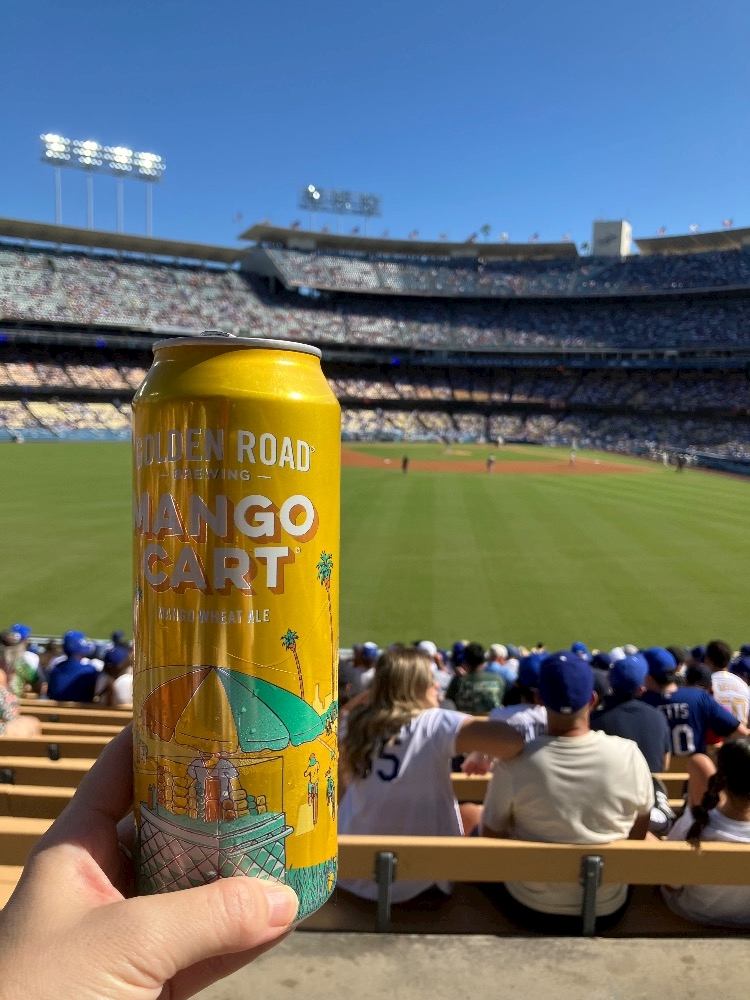 GOLDEN ROAD
BREWING
MANGO
CART
MANGO WHEAT ALE